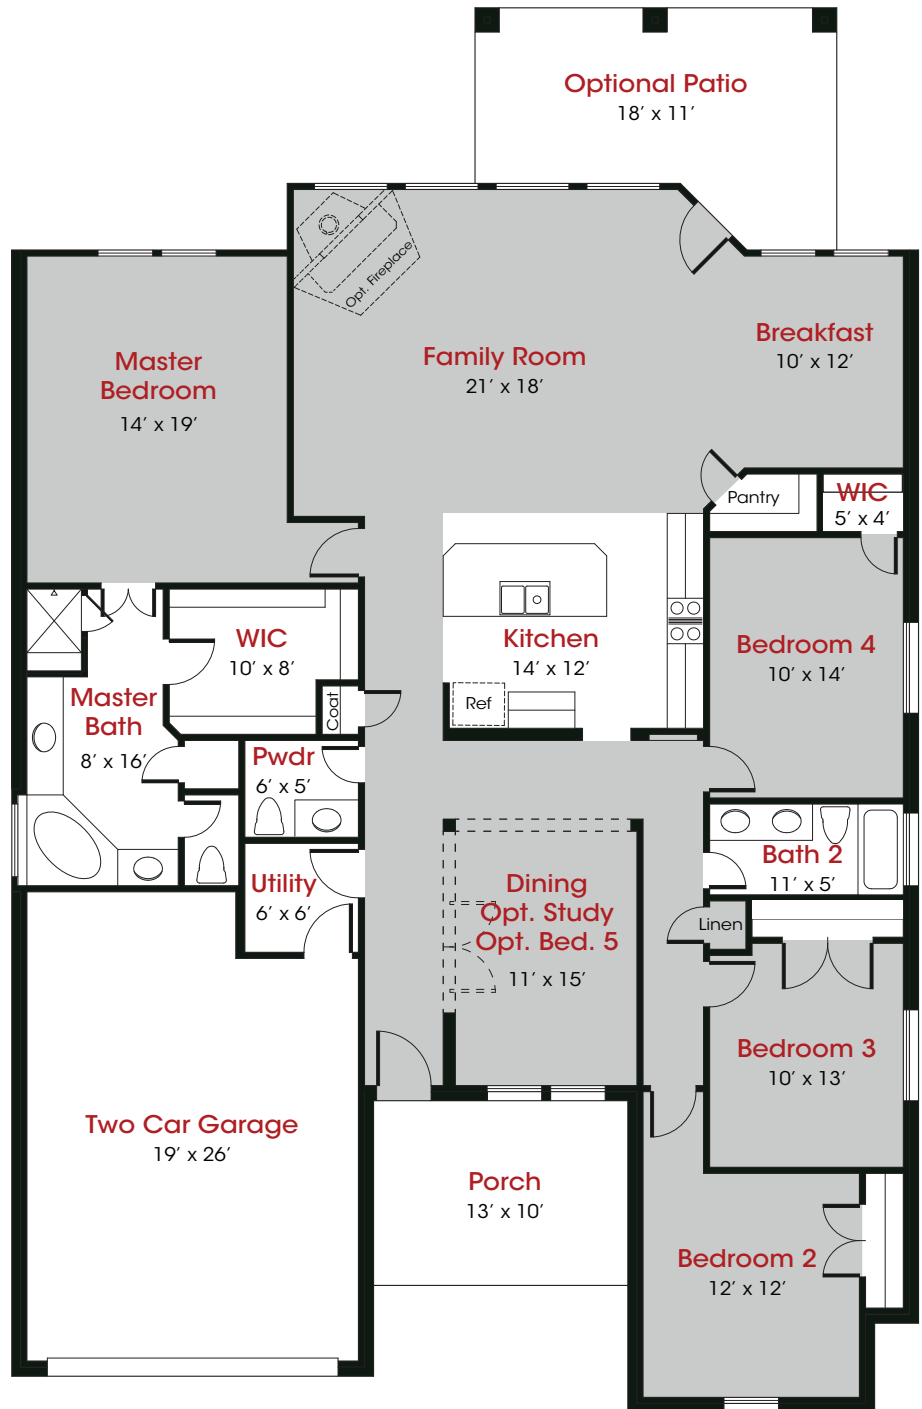 Optional Patio
18’ x 11’
Opt. Fireplace
Breakfast
10’ x 12’
Family Room
21’ x 18’
Master
Bedroom
14’ x 19’
Pantry
WIC
5’ x 4’
WIC
10’ x 8’
Kitchen
14’ x 12’
Bedroom 4
10’ x 14’
Master
Bath
8’ x 16’
Coat
Ref
Pwdr
6’ x 5’
Bath 2
11’ x 5’
Utility
6’ x 6’
Dining
Opt. Study
Opt. Bed. 5
11’ x 15’
Linen
Bedroom 3
10’ x 13’
Two Car Garage
19’ x 26’
Porch
13’ x 10’
Bedroom 2
12’ x 12’